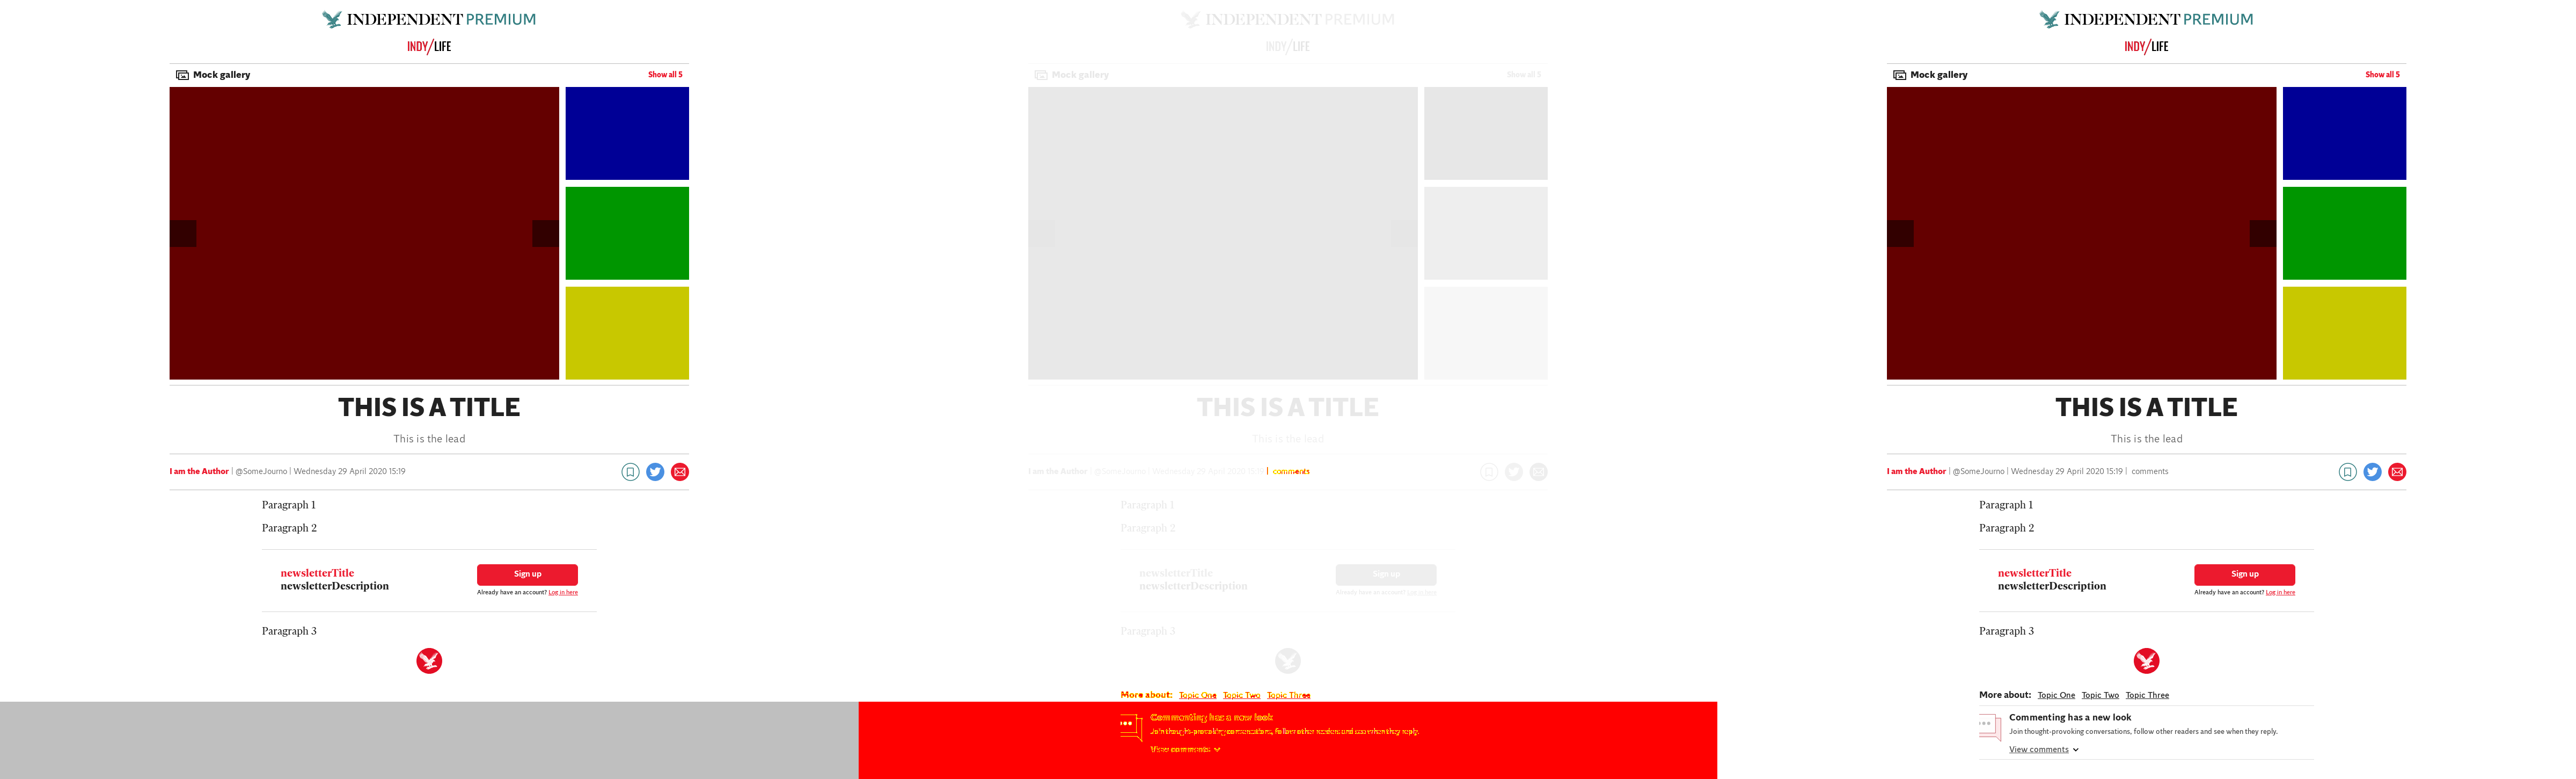 INDEPENDENT PREMIUM
INDY/LIFE
Mock gallery
Show all 5
THIS IS A TITLE
This is the lead
I am the Author | @SomeJourno | Wednesday 29 April 2020 15:19
Paragraph 1
Paragraph 2
newsletterTitle
newsletterDescription
Sign up
Already have an account? Log in here
Paragraph 3
INDEPENDENT PREMIUM
INDY/LIFE
Mock gallery
Show all 5
THIS IS A TITLE
This is the lead
I am the Author | @SomeJourno | Wednesday 29 April 2020 15:19 | comments
Paragraph 1
Paragraph 2
newsletterTitle
newsletterDescription
Sign up
Already have an account? Log in here
Paragraph 3
More about: Topic One Topic Two Topic Three
Commenting has a new look
Join thought-provoking conversations, follow other readers and see when they reply.
View comments
INDEPENDENT PREMIUM
INDY/LIFE
Mock gallery
Show all 5
THIS IS A TITLE
This is the lead
I am the Author | @SomeJourno | Wednesday 29 April 2020 15:19 | comments
Paragraph 1
Paragraph 2
newsletterTitle
newsletterDescription
Sign up
Already have an account? Log in here
Paragraph 3
More about: Topic One Topic Two Topic Three
Commenting has a new look
Join thought-provoking conversations, follow other readers and see when they reply.
View comments